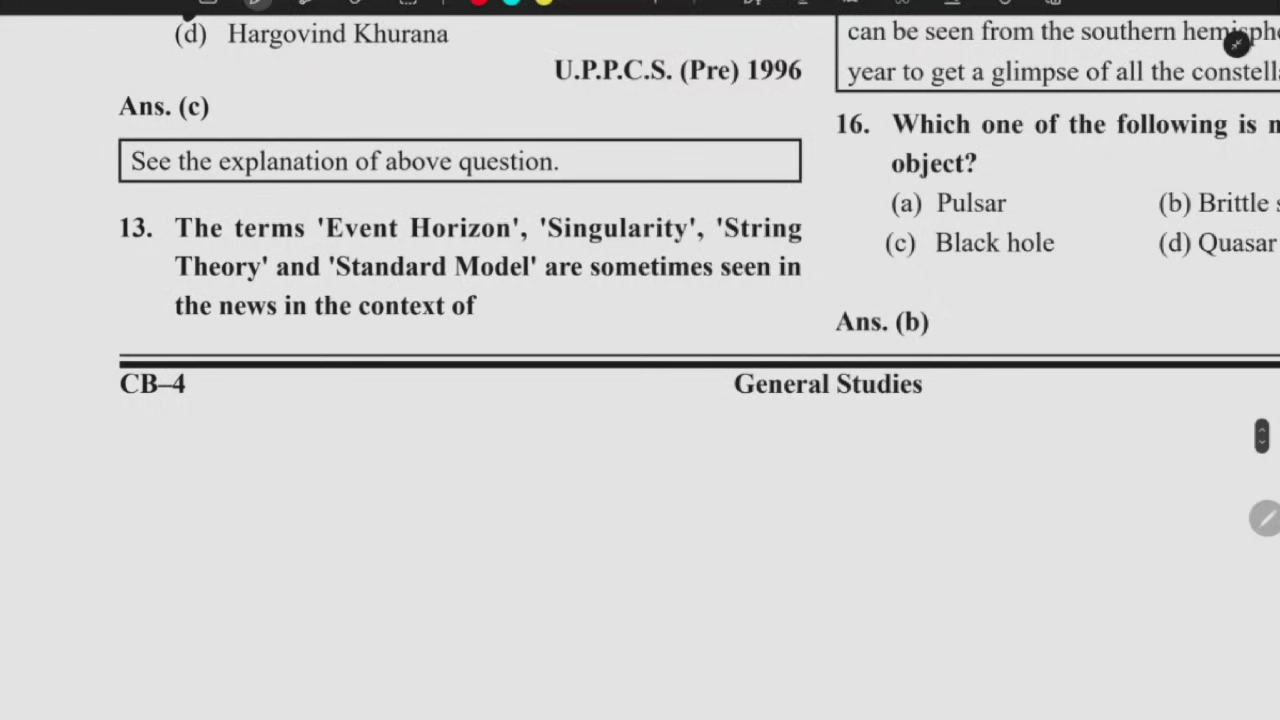 (d) Hargovind Khurana
U.P.P.C.S. (Pre) 1996
Ans. (c)
See the explanation of above question.
13. The terms 'Event Horizon', 'Singularity', 'String
Theory' and 'Standard Model' are sometimes seen in
the news in the context of
can be seen from the southern
year to get a glimpse of all the
16. Which one of the following is
object?
(a) Pulsar (b) Brittle
(c) Black hole (d) Quasar
Ans. (b)
CB–4 General Studies